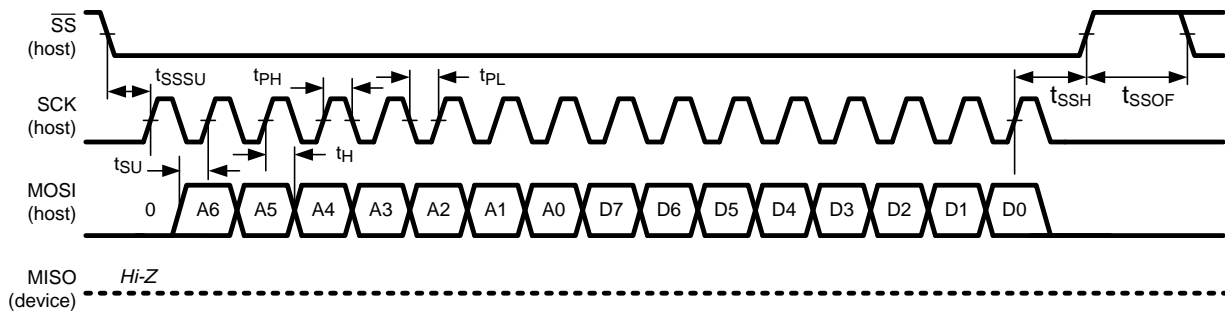 SS
(host)
tSSSU
tPH
tPL
tSSH
tSSOF
SCK
(host)
tSU
tH
MOSI
(host)
0 A6 A5 A4 A3 A2 A1 A0 D7 D6 D5 D4 D3 D2 D1 D0
MISO
(device)
Hi-Z